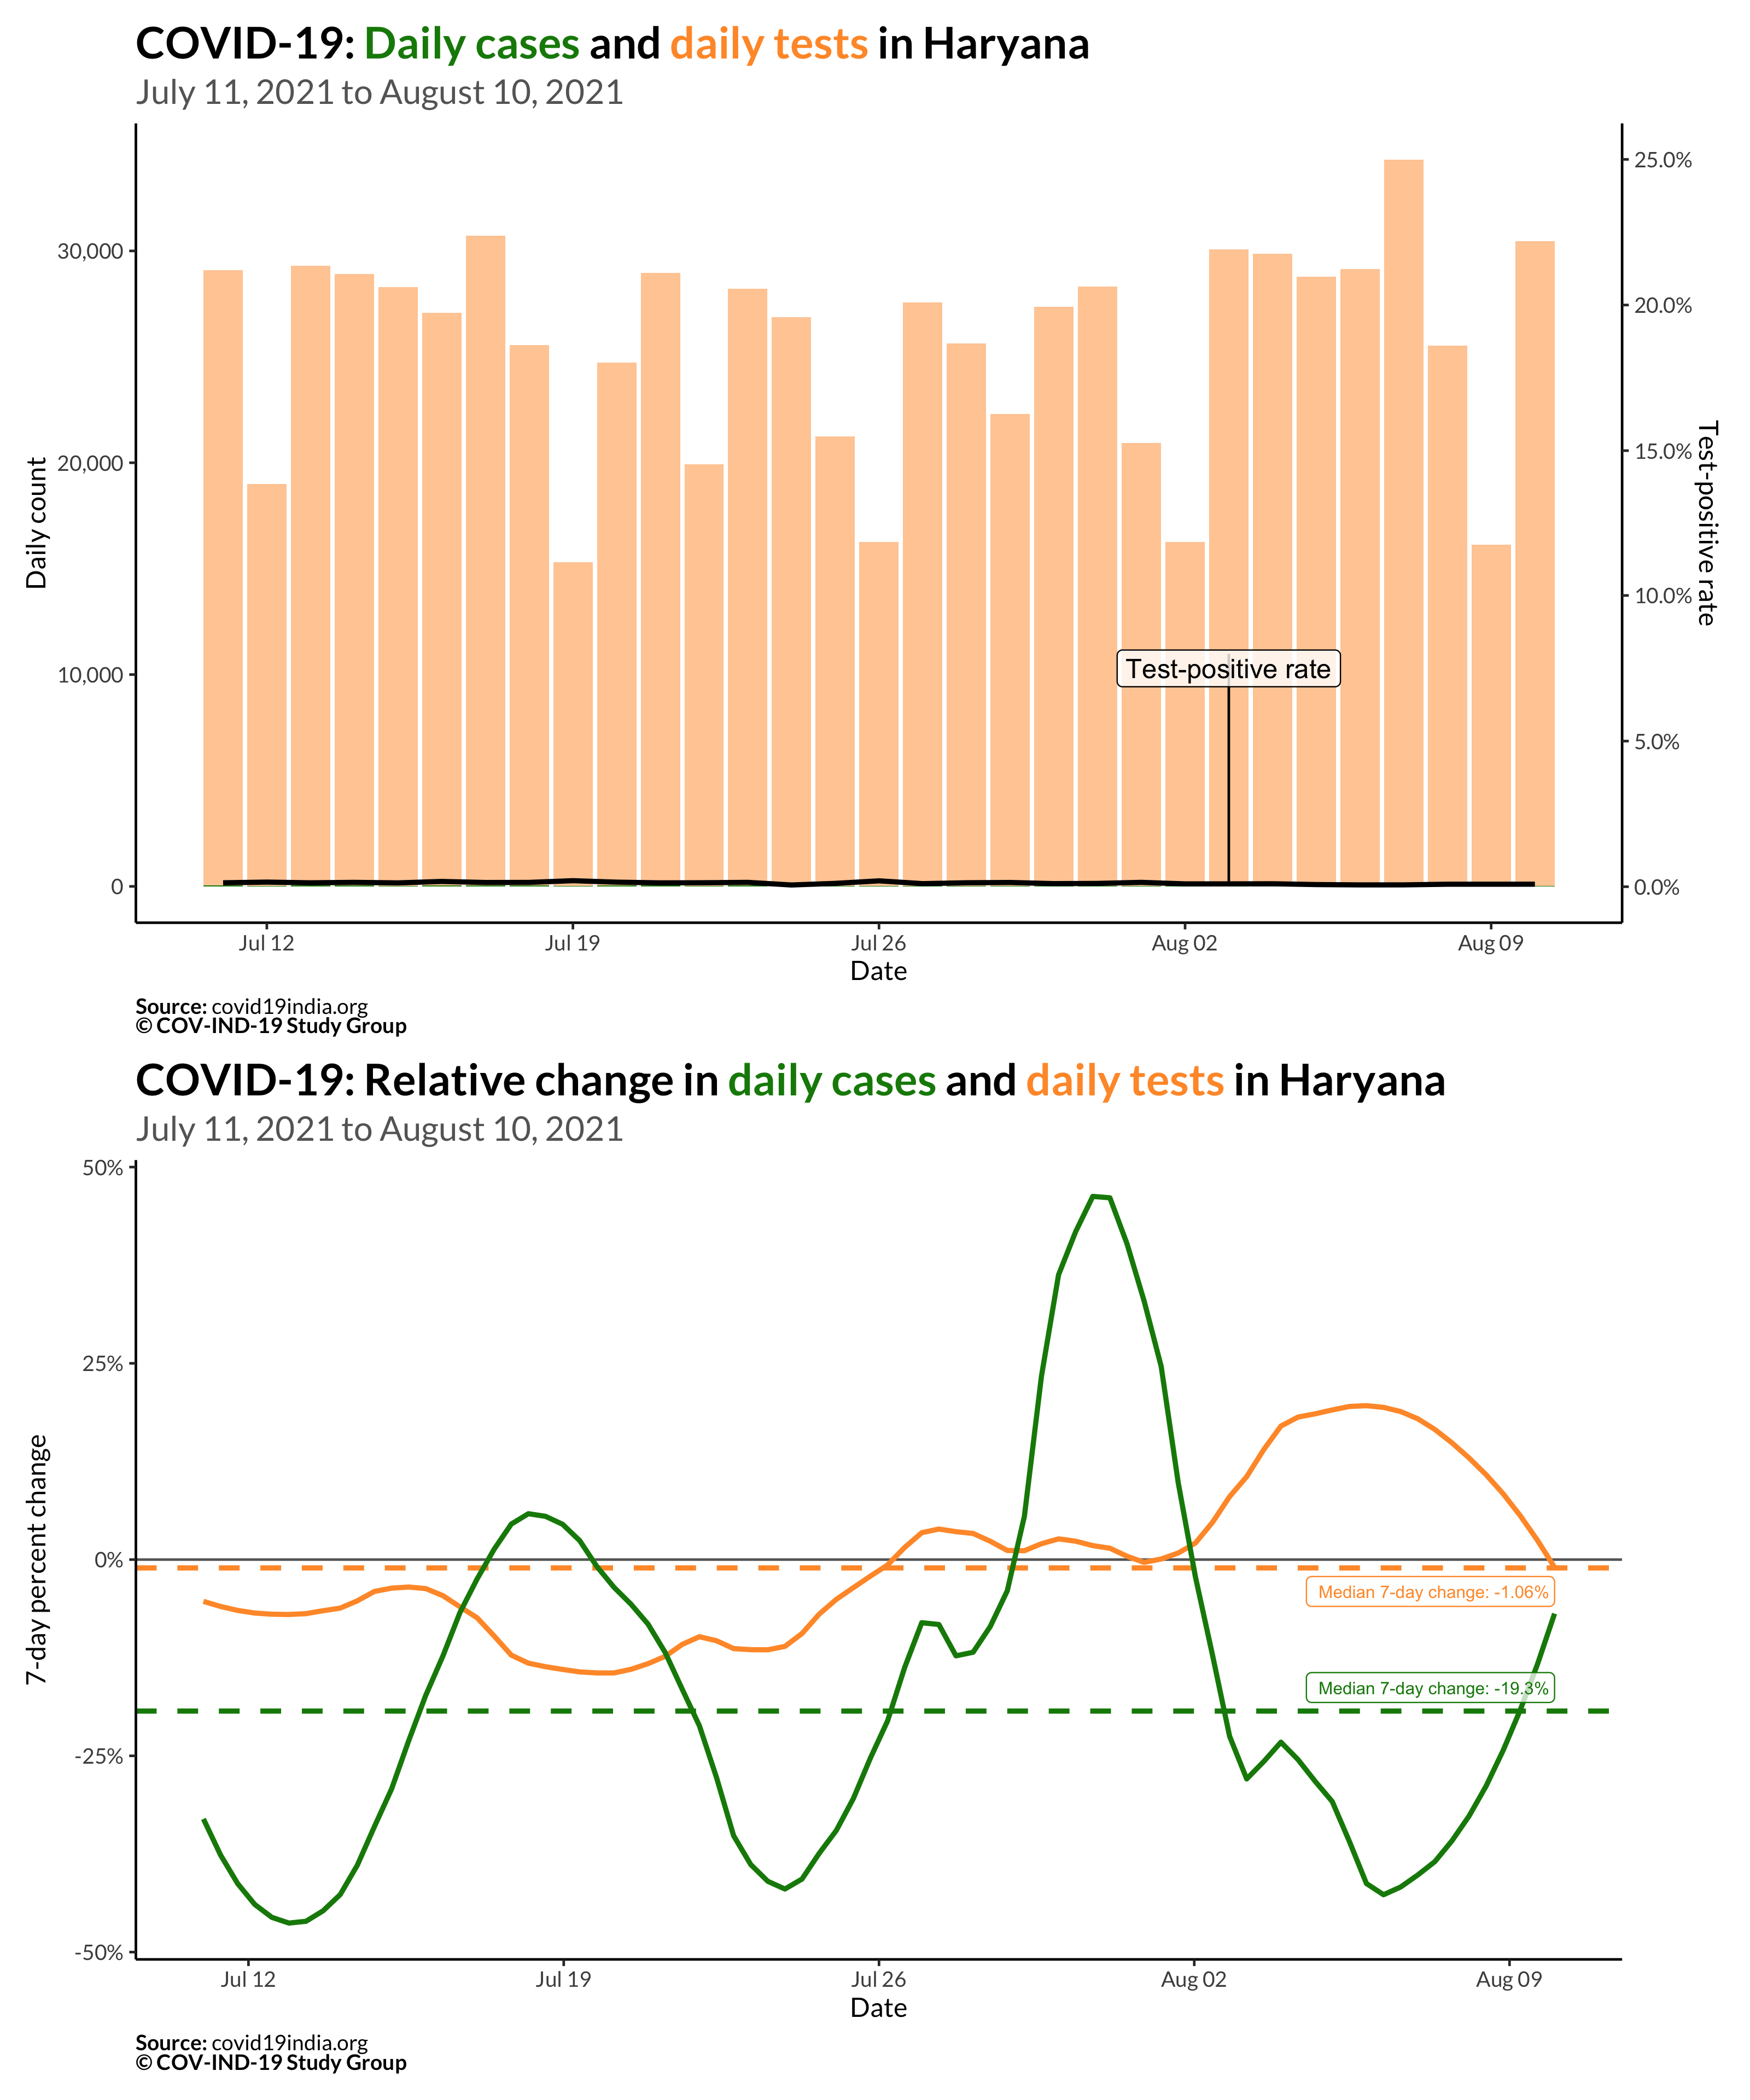 COVID-19: Daily cases and daily tests in Haryana
July 11, 2021 to August 10, 2021
Daily count
30,000
20,000
10,000
0
25.0%
20.0%
15.0%
10.0%
5.0%
0.0%
Test-positive rate
Test-positive rate
Jul 12
Jul 19
Jul 26
Aug 02
Aug 09
Date
Source: covid19india.org
© COV-IND-19 Study Group
COVID-19: Relative change in daily cases and daily tests in Haryana
July 11, 2021 to August 10, 2021
7-day percent change
50%
25%
0%
-25%
-50%
Median 7-day change: -1.06%
Median 7-day change: -19.3%
Jul 12
Jul 19
Jul 26
Aug 02
Aug 09
Date
Source: covid19india.org
© COV-IND-19 Study Group